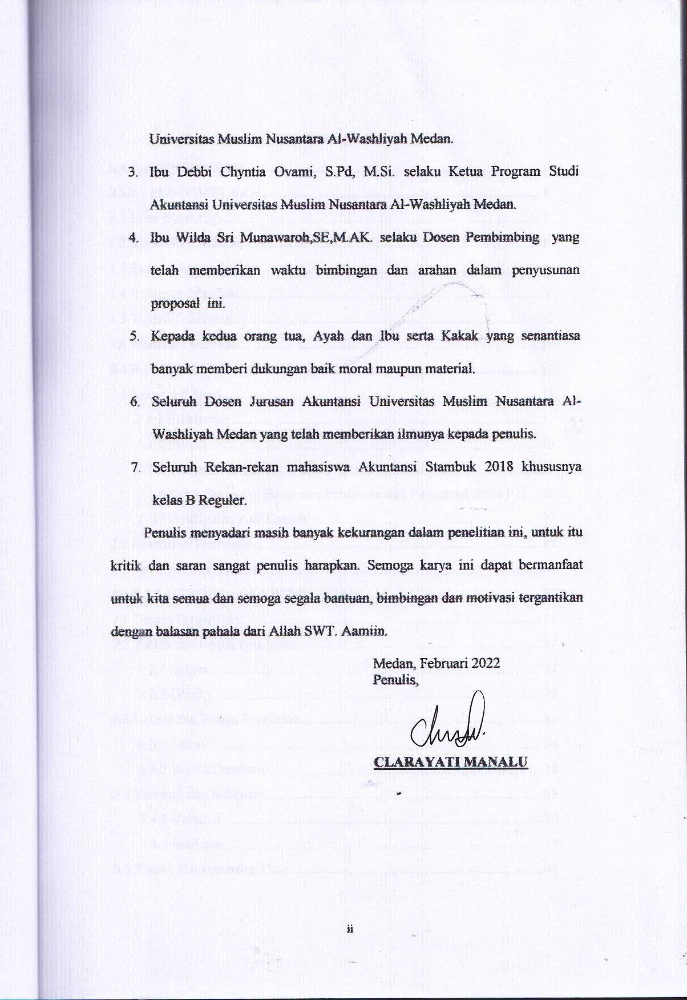 Universitas Muslim Nusantara Al-Washliyah Medan.
3. Ibu Debbi Chyntia Ovami, S.Pd, M.Si. selaku Ketua Program Studi
Akuntansi Universitas Muslim Nusantara Al-Washliyah Medan.
4. Ibu Wilda Sri Munawaroh,SE,M.AK. selaku Dosen Pembimbing yang
telah memberikan waktu bimbingan dan arahan dalam penyusunan
proposal ini.
5. Kepada kedua orang tua, Ayah dan Ibu serta Kakak yang senantiasa
banyak memberi dukungan baik moral maupun material.
6. Seluruh Dosen Jurusan Akuntansi Universitas Muslim Nusantara Al-
Washliyah Medan yang telah memberikan ilmunya kepada penulis.
7. Seluruh Rekan-rekan mahasiswa Akuntansi Stambuk 2018 khususnya
kelas B Reguler.
Penulis menyadari masih banyak kekurangan dalam penelitian ini, untuk itu
kritik dan saran sangat penulis harapkan. Semoga karya ini dapat bermanfaat
untuk kita semua dan semoga segala bantuan, bimbingan dan motivasi tergantikan
dengan balasan pahala dari Allah SWT. Aamiin.
Medan, Februari 2022
Penulis,
CLARAYATI MANALU
ii